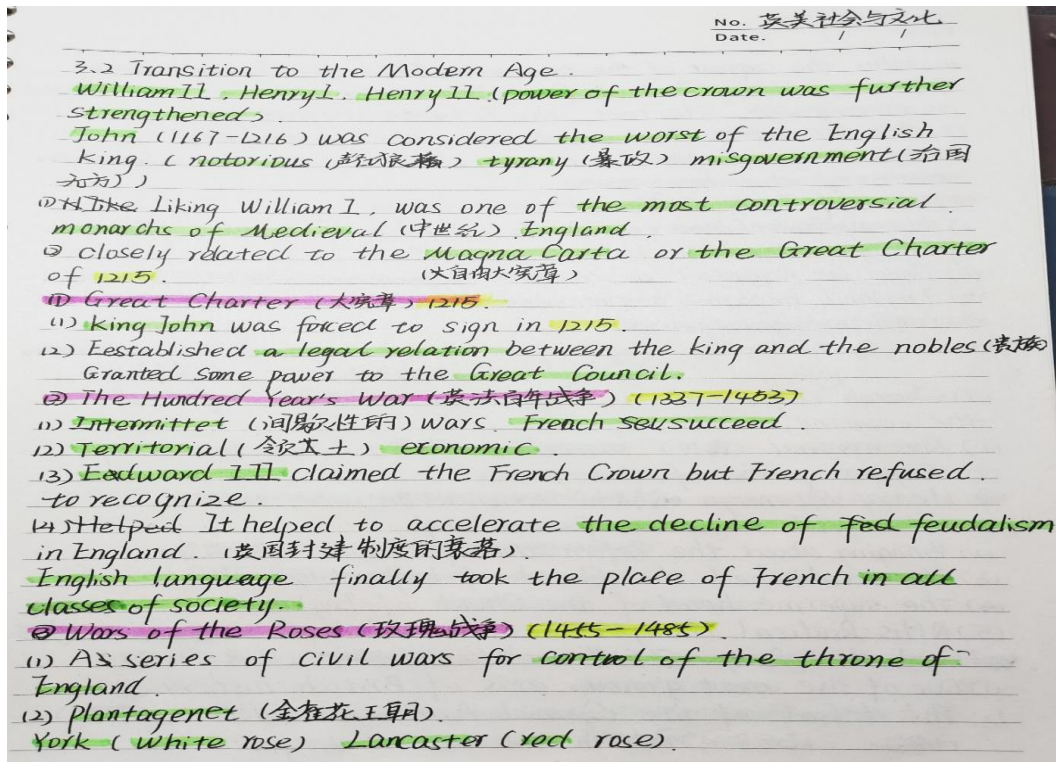 No. 英美社会与文化
Date. / /
3.2 Transition to the Modern Age.
William II. Henry I. Henry II. (power of the crown was further
strengthened).
John (1167-1216) was considered the worst of the English
king. (notorious (声名狼藉) tyrany (暴政) misgovernment(治国
无方))
① Liking William I, was one of the most controversial
monarchs of Medieval (中世纪) England.
② closely related to the Magna Carta or the Great Charter
of 1215. (大自由大宪章)
① Great Charter (大宪章) 1215.
(1) King John was forced to sign in 1215.
(2) Eestablished a legal relation between the king and the nobles (贵族)
Granted some power to the Great Council.
② The Hundred Year's War (英法百年战争) (1337-1453)
(1) Intermittet (间歇性的) wars. French succeed.
(2) Territorial (领土) economic.
(3) Eadward III claimed the French Crown but French refused.
to recognize.
(4) Helped It helped to accelerate the decline of fed feudalism
in England. (英国封建制度的衰落).
English language finally took the place of French in all
classes of society.
③ Wars of the Roses (玫瑰战争) (1455-1485).
(1) A series of civil wars for control of the throne of
England.
(2) Plantagenet (金雀花王朝).
York (white rose) Lancaster (red rose).